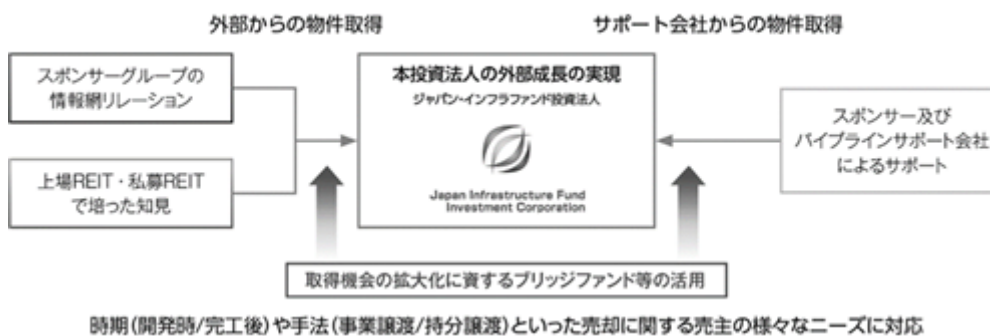 外部からの物件取得
サポート会社からの物件取得
スポンサーグループの
情報網リレーション
上場REIT・私募REIT
で培った知見
本投資法人の外部成長の実現
ジャパン・インフラファンド投資法人
Japan Infrastructure Fund
Investment Corporation
スポンサー及び
パイプラインサポート会社
によるサポート
取得機会の拡大化に資するブリッジファンド等の活用
時期(開発時/完工後)や手法(事業譲渡/持分譲渡)といった売却に関する売主の様々なニーズに対応